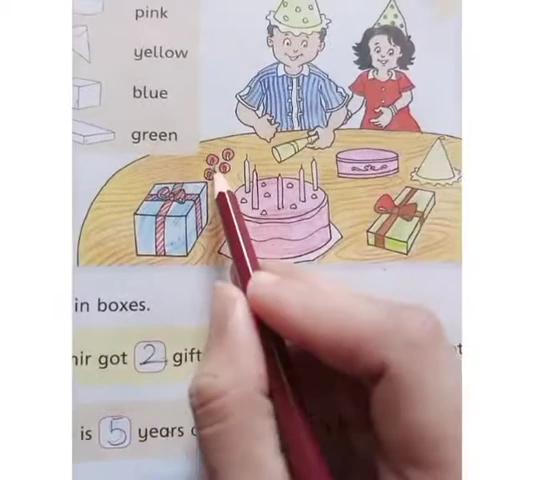 pink
yellow
blue
green
in boxes.
got 2 gift
is 5 years